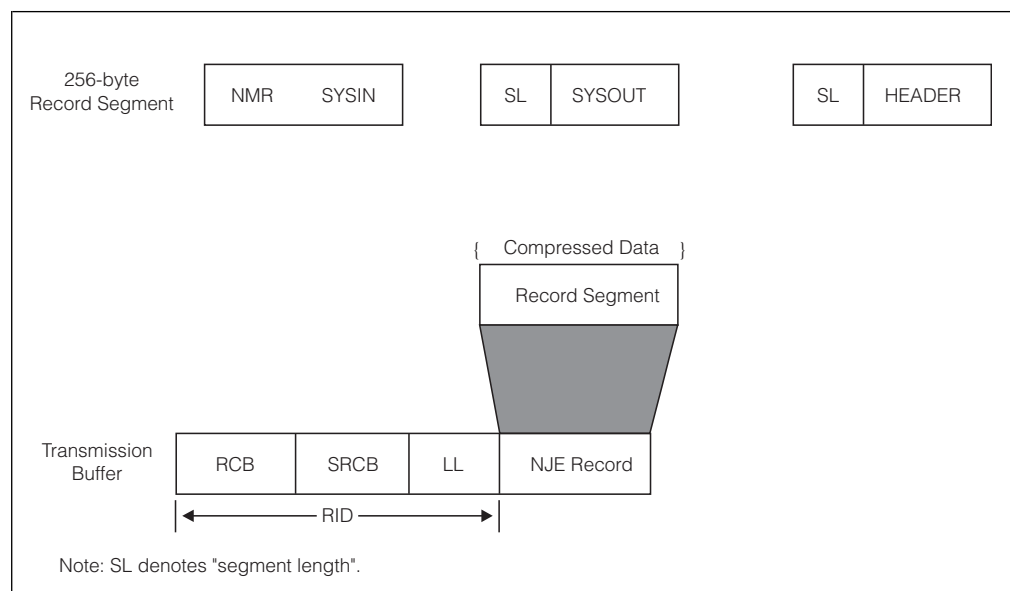 256-byte
Record Segment
NMR SYSIN
SL SYSOUT
SL HEADER
{ Compressed Data }
Record Segment
Transmission
Buffer
RCB SRCB LL NJE Record
RID
Note: SL denotes "segment length".